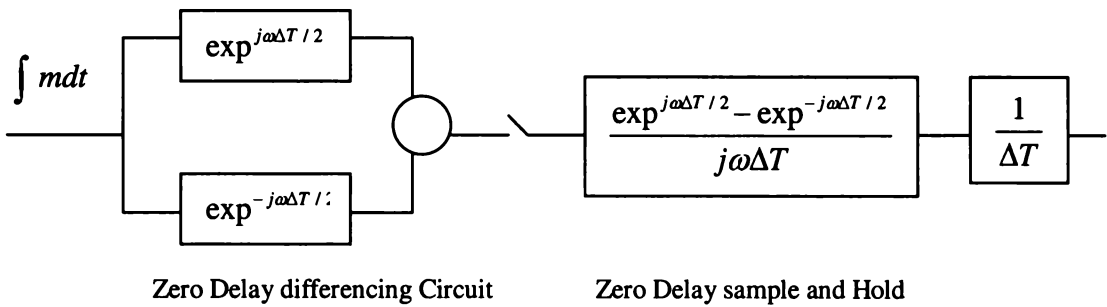 exp^{jωΔT / 2}
∫ mdt
exp^{jωΔT / 2} – exp^{-jωΔT / 2}
jωΔT
1
ΔT
exp^{-jωΔT /}
Zero Delay differencing Circuit
Zero Delay sample and Hold